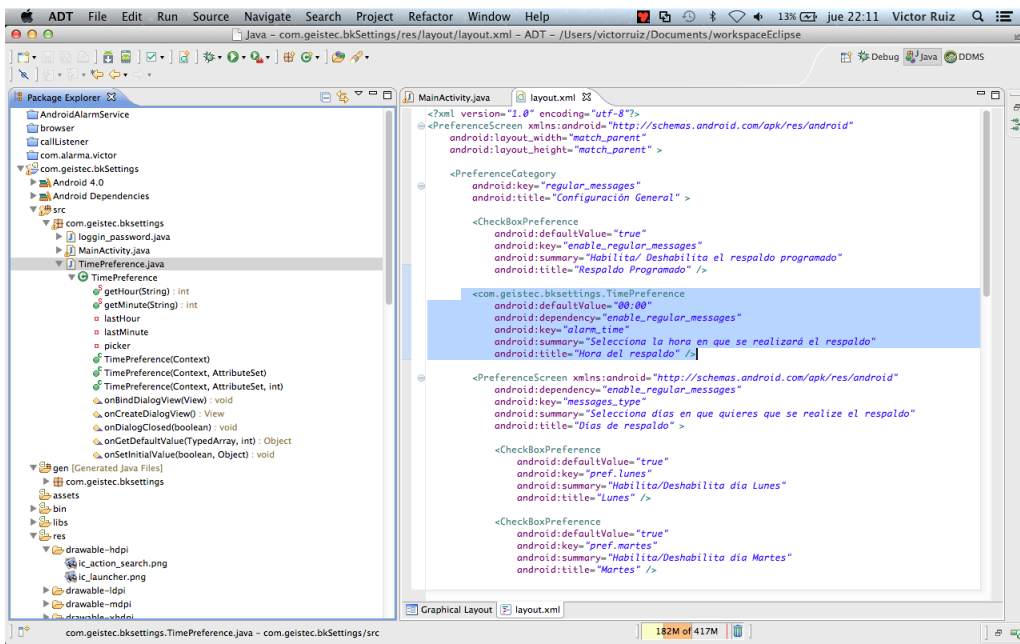 ADT File Edit Run Source Navigate Search Project Refactor Window Help 13% jue 22:11 Victor Ruiz
Java – com.geistec.bkSettings/res/layout/layout.xml – ADT – /Users/victorruiz/Documents/workspaceEclipse
Debug Java DDMS
Package Explorer
AndroidAlarmService
browser
callListener
com.alarma.victor
com.geistec.bkSettings
Android 4.0
Android Dependencies
src
com.geistec.bksettings
loggin_password.java
MainActivity.java
TimePreference.java
TimePreference
getHour(String) : int
getMinute(String) : int
lastHour
lastMinute
picker
TimePreference(Context)
TimePreference(Context, AttributeSet)
TimePreference(Context, AttributeSet, int)
onBindDialogView(View) : void
onCreateDialogView() : View
onDialogClosed(boolean) : void
onGetDefaultValue(TypedArray, int) : Object
onSetInitialValue(boolean, Object) : void
gen [Generated Java Files]
com.geistec.bksettings
assets
bin
libs
res
drawable-hdpi
ic_action_search.png
ic_launcher.png
drawable-ldpi
drawable-mdpi
drawable-xhdpi
MainActivity.java layout.xml
<?xml version="1.0" encoding="utf-8"?>
<PreferenceScreen xmlns:android="http://schemas.android.com/apk/res/android"
android:layout_width="match_parent"
android:layout_height="match_parent" >
<PreferenceCategory
android:key="regular_messages"
android:title="Configuración General" >
<CheckBoxPreference
android:defaultValue="true"
android:key="enable_regular_messages"
android:summary="Habilita/ Deshabilita el respaldo programado"
android:title="Respaldo Programado" />
<com.geistec.bksettings.TimePreference
android:defaultValue="00:00"
android:dependency="enable_regular_messages"
android:key="alarm_time"
android:summary="Selecciona la hora en que se realizará el respaldo"
android:title="Hora del respaldo" />
<PreferenceScreen xmlns:android="http://schemas.android.com/apk/res/android"
android:dependency="enable_regular_messages"
android:key="messages_type"
android:summary="Selecciona días en que quieres que se realize el respaldo"
android:title="Días de respaldo" >
<CheckBoxPreference
android:defaultValue="true"
android:key="pref.lunes"
android:summary="Habilita/Deshabilita día Lunes"
android:title="Lunes" />
<CheckBoxPreference
android:defaultValue="true"
android:key="pref.martes"
android:summary="Habilita/Deshabilita día Martes"
android:title="Martes" />
Graphical Layout layout.xml
com.geistec.bksettings.TimePreference.java – com.geistec.bkSettings/src
182M of 417M